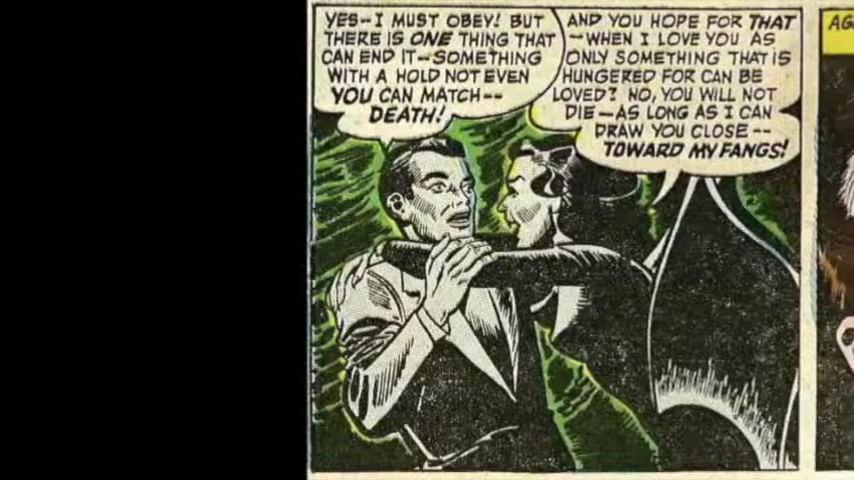 YES--I MUST OBEY! BUT
THERE IS ONE THING THAT
CAN END IT--SOMETHING
WITH A HOLD NOT EVEN
YOU CAN MATCH--
DEATH!
AND YOU HOPE FOR THAT
--WHEN I LOVE YOU AS
ONLY SOMETHING THAT IS
HUNGERED FOR CAN BE
LOVED? NO, YOU WILL NOT
DIE--AS LONG AS I CAN
DRAW YOU CLOSE--
TOWARD MY FANGS!